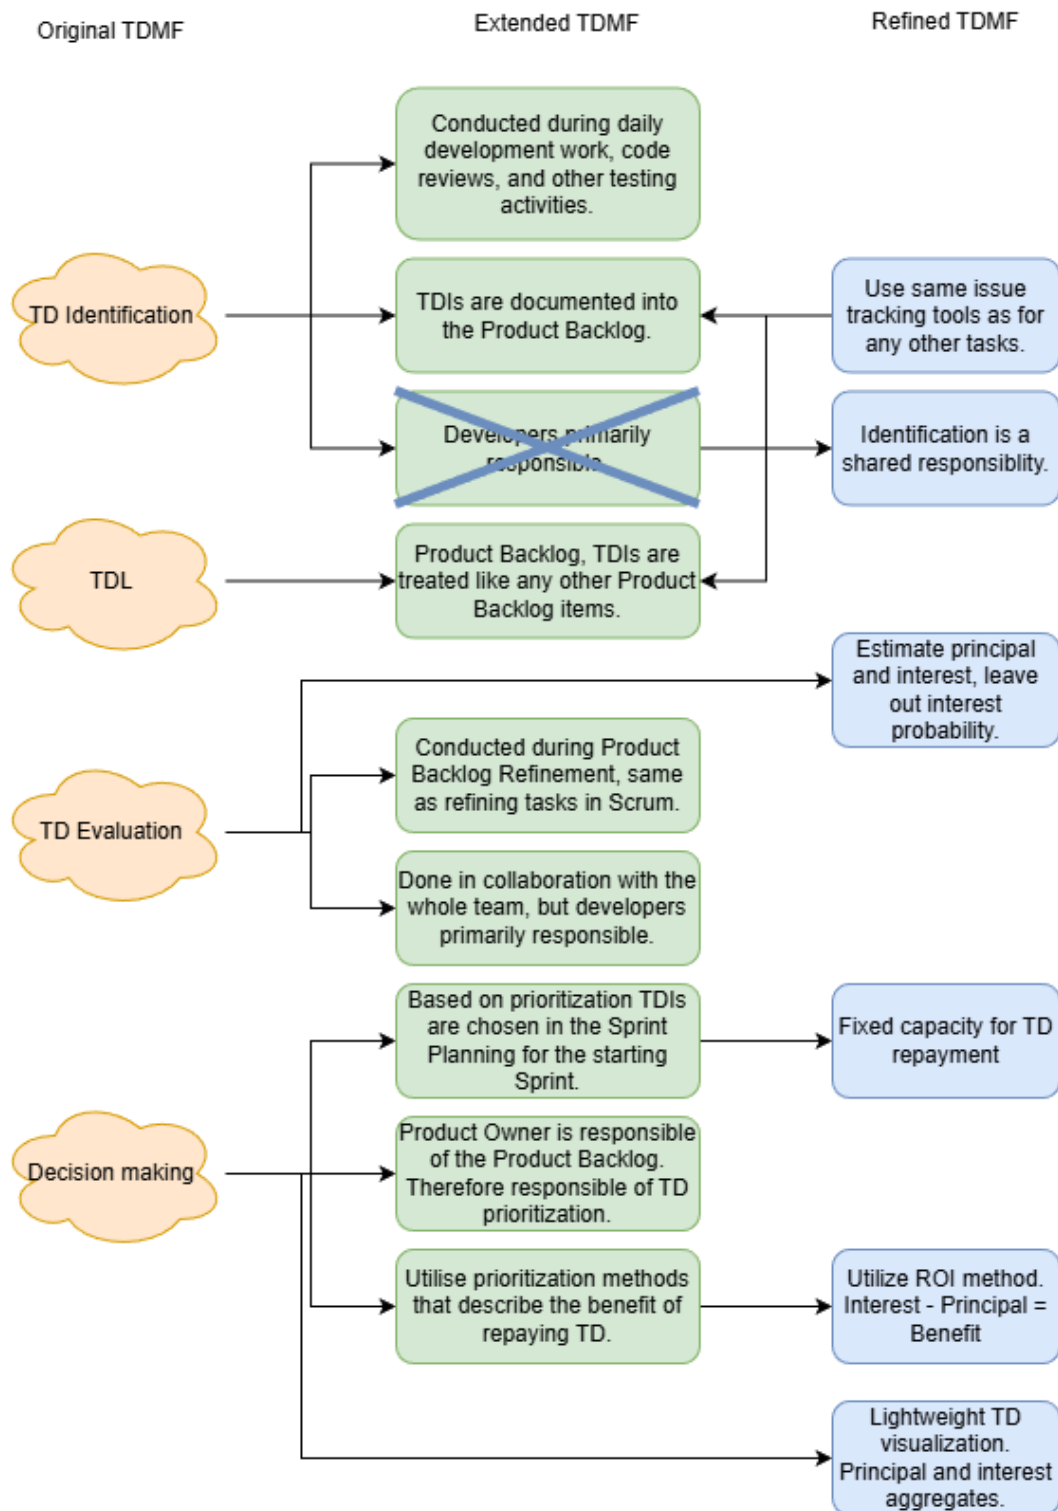 Original TDMF
Extended TDMF
Refined TDMF
Conducted during daily
development work, code
reviews, and other testing
activities.
TD Identification
TDIs are documented into
the Product Backlog.
Use same issue
tracking tools as for
any other tasks.
Developers primarily
responsible.
Identification is a
shared responsiblity.
TDL
Product Backlog, TDIs are
treated like any other Product
Backlog items.
Estimate principal
and interest, leave
out interest
probability.
Conducted during Product
Backlog Refinement, same
as refining tasks in Scrum.
TD Evaluation
Done in collaboration with the
whole team, but developers
primarily responsible.
Based on prioritization TDIs
are chosen in the Sprint
Planning for the starting
Sprint.
Fixed capacity for TD
repayment
Decision making
Product Owner is responsible
of the Product Backlog.
Therefore responsible of TD
prioritization.
Utilise prioritization methods
that describe the benefit of
repaying TD.
Utilize ROI method.
Interest - Principal =
Benefit
Lightweight TD
visualization.
Principal and interest
aggregates.